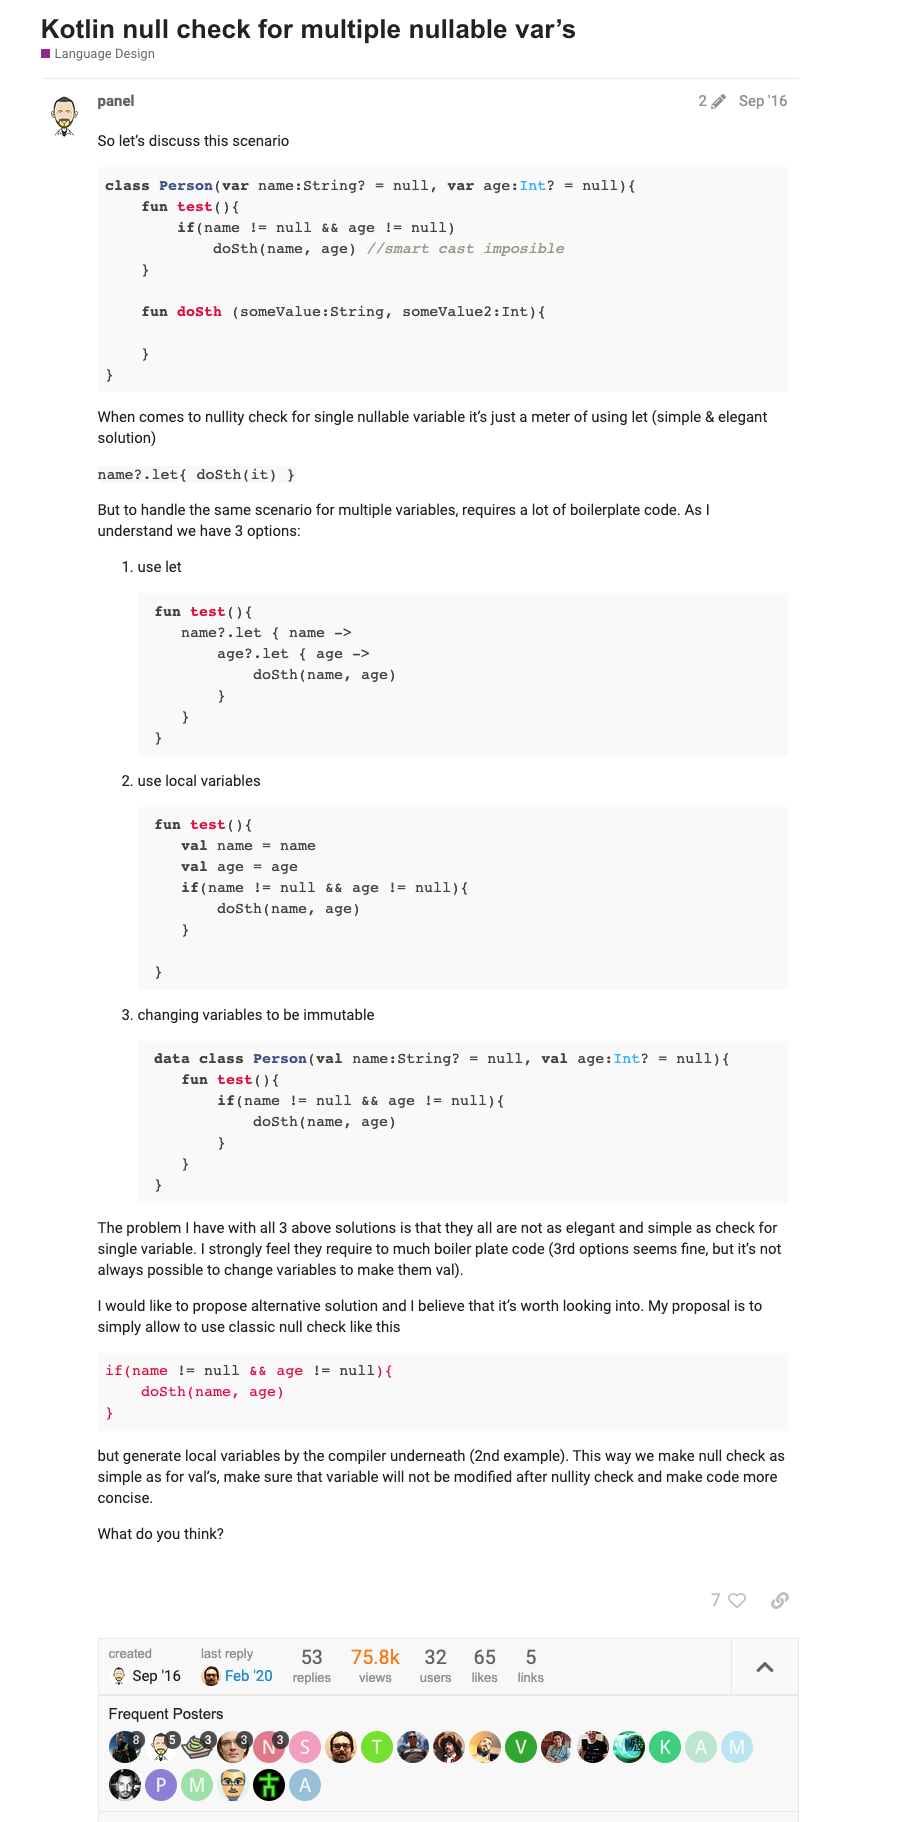 Kotlin null check for multiple nullable var’s
Language Design
panel
2 Sep '16
So let’s discuss this scenario
class Person(var name:String? = null, var age:Int? = null){
    fun test(){
        if(name != null && age != null)
            doSth(name, age) //smart cast imposible
    }
    fun doSth (someValue:String, someValue2:Int){
    }
}
When comes to nullity check for single nullable variable it’s just a meter of using let (simple & elegant
solution)
name?.let{ doSth(it) }
But to handle the same scenario for multiple variables, requires a lot of boilerplate code. As I
understand we have 3 options:
1. use let
fun test(){
   name?.let { name ->
       age?.let { age ->
           doSth(name, age)
       }
   }
}
2. use local variables
fun test(){
   val name = name
   val age = age
   if(name != null && age != null){
       doSth(name, age)
   }
}
3. changing variables to be immutable
data class Person(val name:String? = null, val age:Int? = null){
   fun test(){
       if(name != null && age != null){
           doSth(name, age)
       }
   }
}
The problem I have with all 3 above solutions is that they all are not as elegant and simple as check for
single variable. I strongly feel they require to much boiler plate code (3rd options seems fine, but it’s not
always possible to change variables to make them val).
I would like to propose alternative solution and I believe that it’s worth looking into. My proposal is to
simply allow to use classic null check like this
if(name != null && age != null){
    doSth(name, age)
}
but generate local variables by the compiler underneath (2nd example). This way we make null check as
simple as for val’s, make sure that variable will not be modified after nullity check and make code more
concise.
What do you think?
7
created last reply 53 75.8k 32 65 5
Sep '16 Feb '20 replies views users likes links
Frequent Posters
8 5 3 3 N 3 S T V K A M
P M A